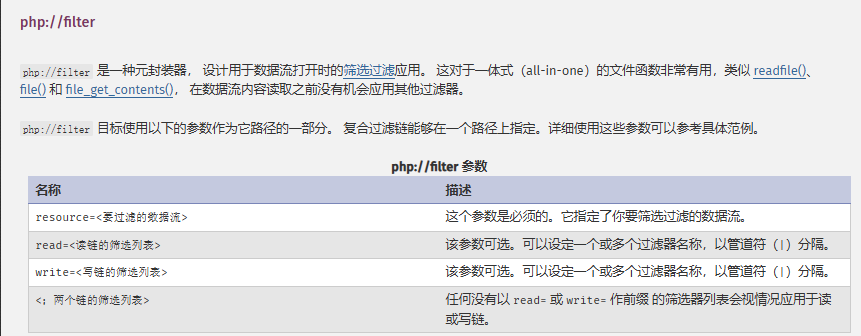 php://filter
php://filter 是一种元封装器， 设计用于数据流打开时的筛选过滤应用。 这对于一体式（all-in-one）的文件函数非常有用，类似 readfile()、
file() 和 file_get_contents()， 在数据流内容读取之前没有机会应用其他过滤器。
php://filter 目标使用以下的参数作为它路径的一部分。 复合过滤链能够在一个路径上指定。详细使用这些参数可以参考具体范例。
php://filter 参数
名称 描述
resource=<要过滤的数据流> 这个参数是必须的。它指定了你要筛选过滤的数据流。
read=<读链的筛选列表> 该参数可选。可以设定一个或多个过滤器名称，以管道符（|）分隔。
write=<写链的筛选列表> 该参数可选。可以设定一个或多个过滤器名称，以管道符（|）分隔。
<；两个链的筛选列表> 任何没有以 read= 或 write= 作前缀 的筛选器列表会视情况应用于读
或写链。